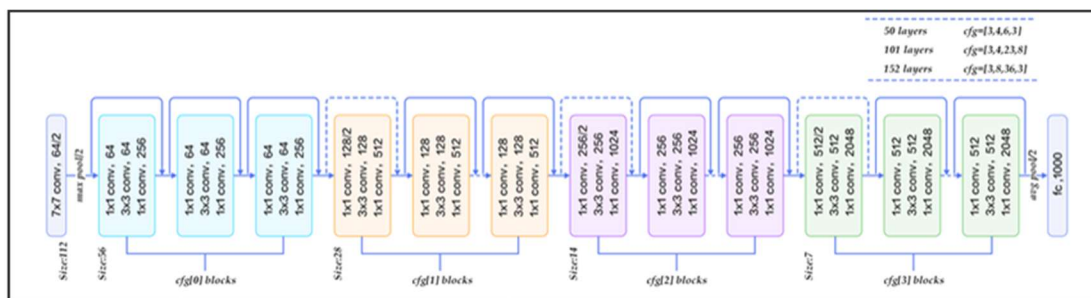 50 layers cfg=[3,4,6,3]
101 layers cfg=[3,4,23,8]
152 layers cfg=[3,8,36,3]
7x7 conv, 64/2
max pool/2
1x1 conv, 64
3x3 conv, 64
1x1 conv, 256
1x1 conv, 64
3x3 conv, 64
1x1 conv, 256
1x1 conv, 64
3x3 conv, 64
1x1 conv, 256
1x1 conv, 128/2
3x3 conv, 128
1x1 conv, 512
1x1 conv, 128
3x3 conv, 128
1x1 conv, 512
1x1 conv, 128
3x3 conv, 128
1x1 conv, 512
1x1 conv, 256/2
3x3 conv, 256
1x1 conv, 1024
1x1 conv, 256
3x3 conv, 256
1x1 conv, 1024
1x1 conv, 256
3x3 conv, 256
1x1 conv, 1024
1x1 conv, 512/2
3x3 conv, 512
1x1 conv, 2048
1x1 conv, 512
3x3 conv, 512
1x1 conv, 2048
1x1 conv, 512
3x3 conv, 512
1x1 conv, 2048
avg pool/2
fc ,1000
Size:112
Size:56
Size:28
Size:14
Size:7
cfg[0] blocks
cfg[1] blocks
cfg[2] blocks
cfg[3] blocks